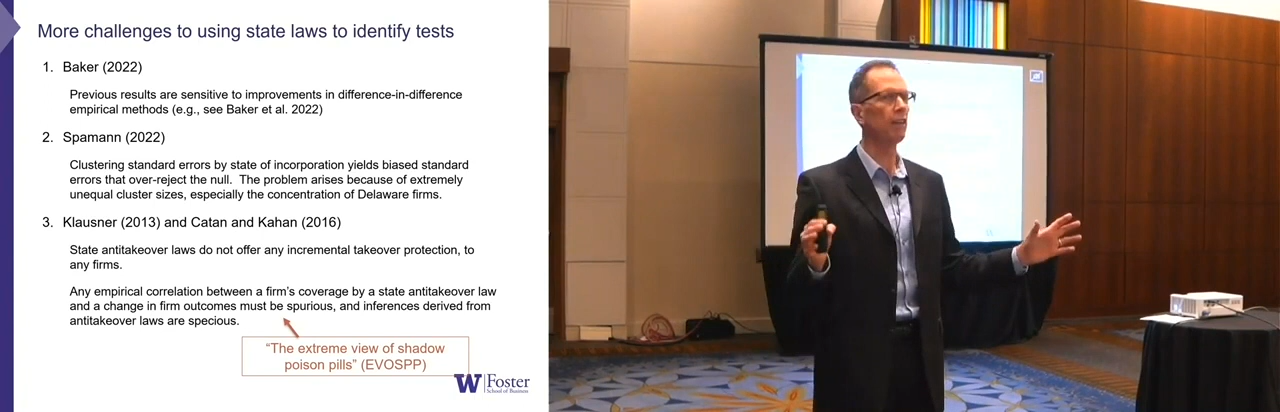 More challenges to using state laws to identify tests
1. Baker (2022)
Previous results are sensitive to improvements in difference-in-difference
empirical methods (e.g., see Baker et al. 2022)
2. Spamann (2022)
Clustering standard errors by state of incorporation yields biased standard
errors that over-reject the null. The problem arises because of extremely
unequal cluster sizes, especially the concentration of Delaware firms.
3. Klausner (2013) and Catan and Kahan (2016)
State antitakeover laws do not offer any incremental takeover protection, to
any firms.
Any empirical correlation between a firm's coverage by a state antitakeover law
and a change in firm outcomes must be spurious, and inferences derived from
antitakeover laws are specious.
"The extreme view of shadow
poison pills" (EVOSPP)
W Foster
School of Business